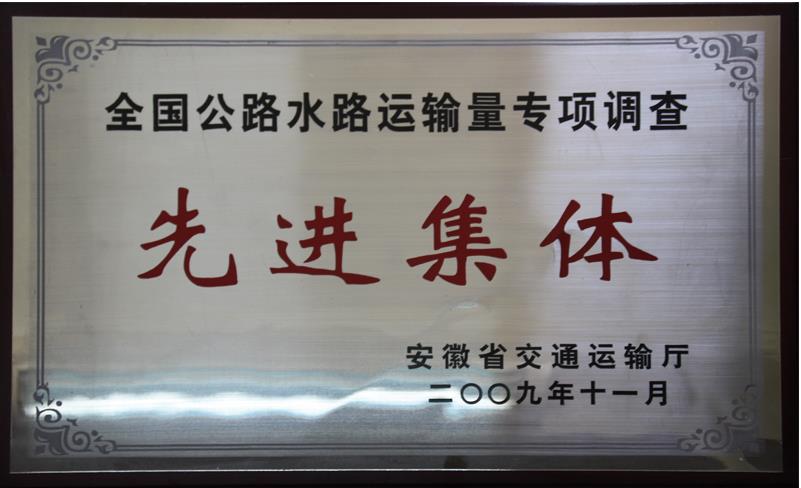 全国公路水路运输量专项调查
先进集体
安徽省交通运输厅
二〇〇九年十一月